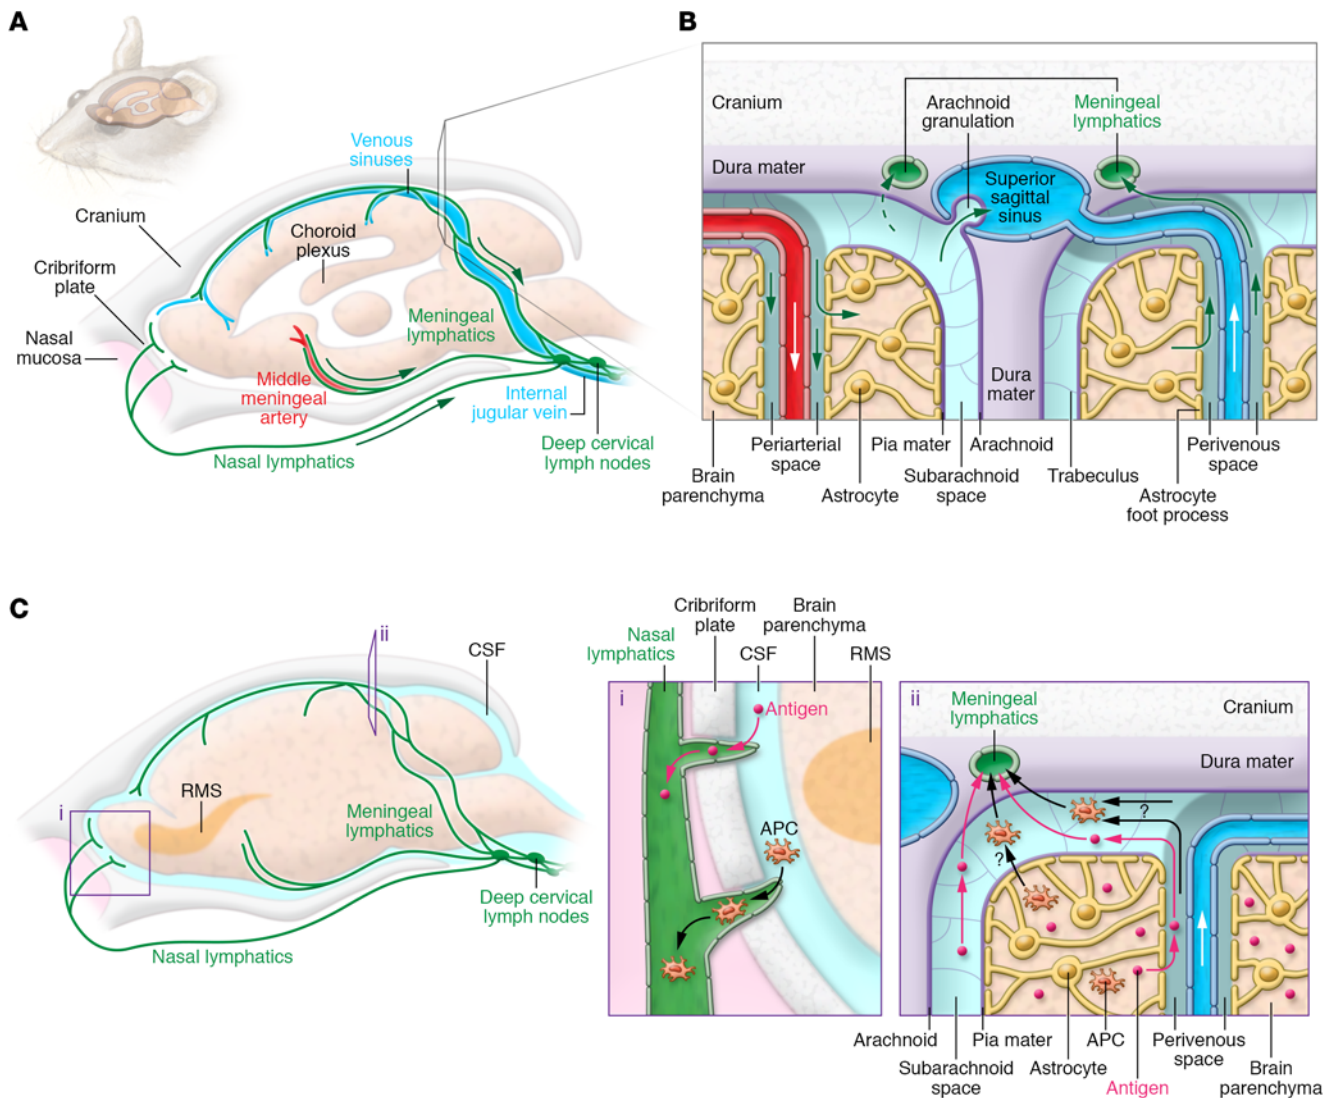 A
Venous
sinuses
Cranium
Choroid
plexus
Cribriform
plate
Nasal
mucosa
Meningeal
lymphatics
Middle
meningeal
artery
Internal
jugular vein
Nasal lymphatics
Deep cervical
lymph nodes
B
Cranium
Arachnoid
granulation
Meningeal
lymphatics
Dura mater
Superior
sagittal
sinus
Dura
mater
Periarterial
space
Pia mater
Arachnoid
Perivenous
space
Brain
parenchyma
Astrocyte
Subarachnoid
space
Trabeculus
Astrocyte
foot process
C
ii
CSF
RMS
i
Meningeal
lymphatics
Deep cervical
lymph nodes
Nasal lymphatics
Cribriform
plate
Brain
parenchyma
Nasal
lymphatics
CSF
RMS
i
Antigen
APC
ii
Meningeal
lymphatics
Cranium
Dura mater
?
?
Arachnoid
Pia mater
APC
Perivenous
space
Subarachnoid
space
Astrocyte
Antigen
Brain
parenchyma